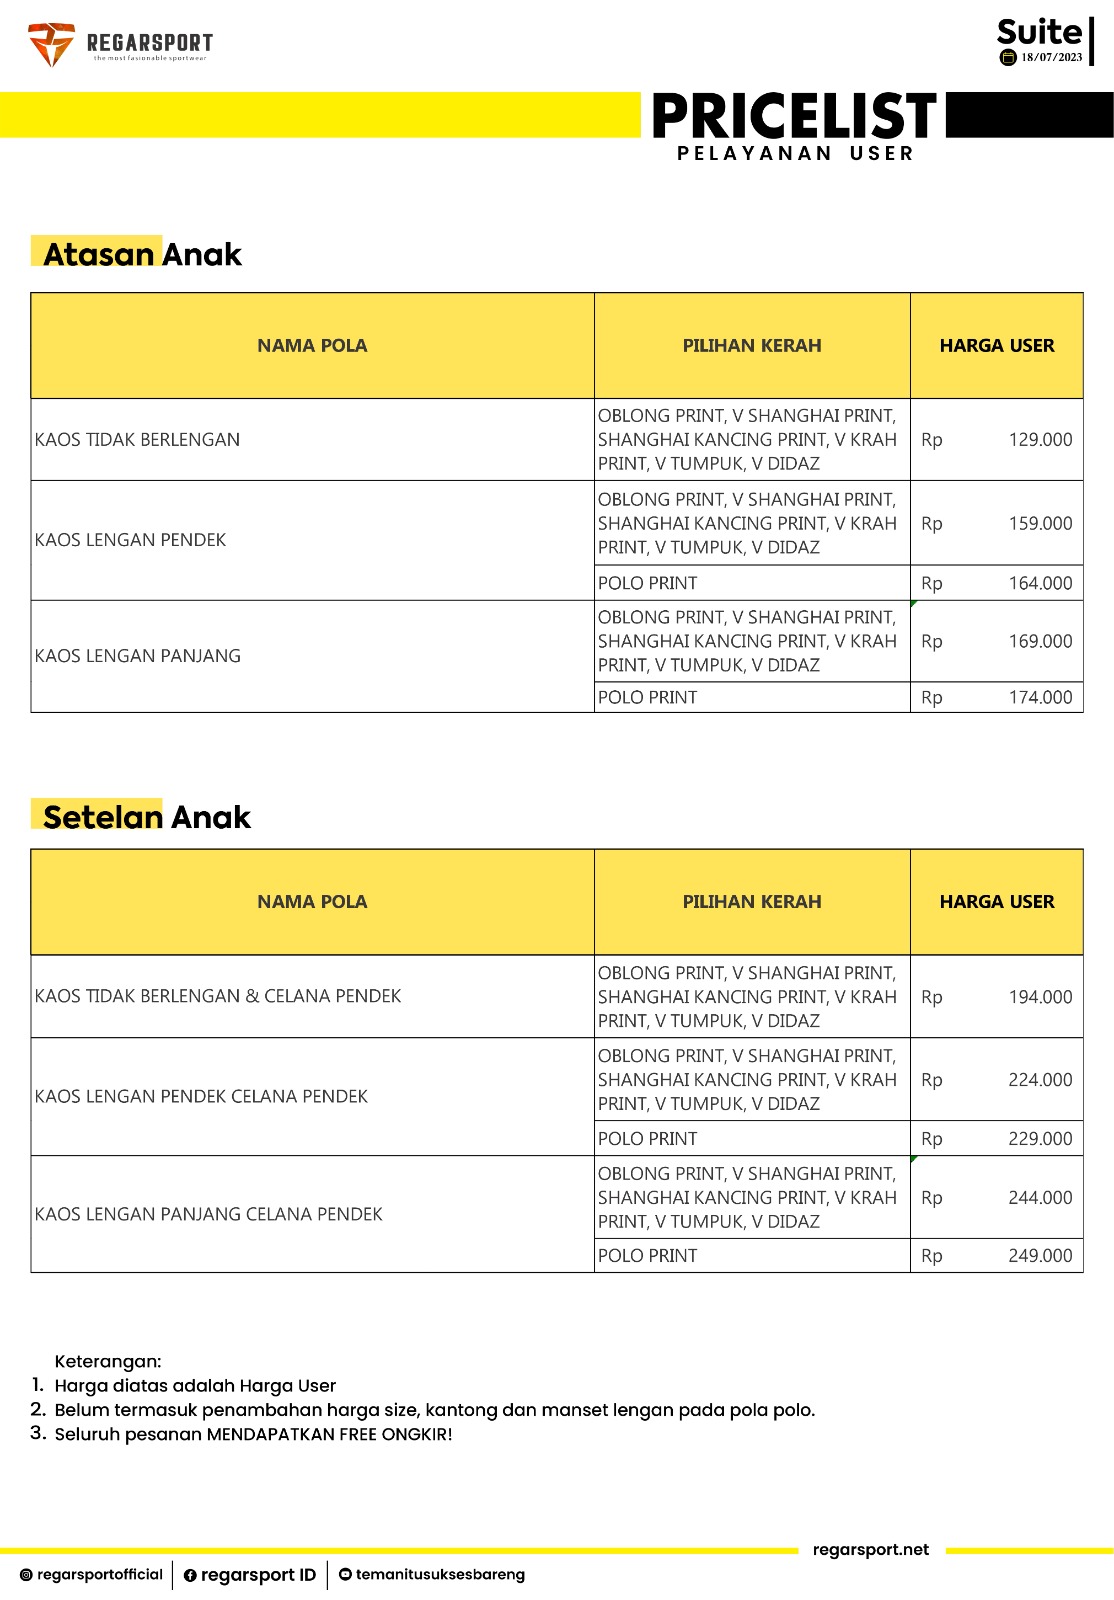 REGARSPORT
the most fasionable sportwear
Suite
18/07/2023
PRICELIST
PELAYANAN USER
Atasan Anak
NAMA POLA PILIHAN KERAH HARGA USER
OBLONG PRINT, V SHANGHAI PRINT,
KAOS TIDAK BERLENGAN SHANGHAI KANCING PRINT, V KRAH Rp 129.000
PRINT, V TUMPUK, V DIDAZ
OBLONG PRINT, V SHANGHAI PRINT,
SHANGHAI KANCING PRINT, V KRAH Rp 159.000
KAOS LENGAN PENDEK PRINT, V TUMPUK, V DIDAZ
POLO PRINT Rp 164.000
OBLONG PRINT, V SHANGHAI PRINT,
SHANGHAI KANCING PRINT, V KRAH Rp 169.000
KAOS LENGAN PANJANG PRINT, V TUMPUK, V DIDAZ
POLO PRINT Rp 174.000
Setelan Anak
NAMA POLA PILIHAN KERAH HARGA USER
OBLONG PRINT, V SHANGHAI PRINT,
KAOS TIDAK BERLENGAN & CELANA PENDEK SHANGHAI KANCING PRINT, V KRAH Rp 194.000
PRINT, V TUMPUK, V DIDAZ
OBLONG PRINT, V SHANGHAI PRINT,
SHANGHAI KANCING PRINT, V KRAH Rp 224.000
KAOS LENGAN PENDEK CELANA PENDEK PRINT, V TUMPUK, V DIDAZ
POLO PRINT Rp 229.000
OBLONG PRINT, V SHANGHAI PRINT,
SHANGHAI KANCING PRINT, V KRAH Rp 244.000
KAOS LENGAN PANJANG CELANA PENDEK PRINT, V TUMPUK, V DIDAZ
POLO PRINT Rp 249.000
Keterangan:
1. Harga diatas adalah Harga User
2. Belum termasuk penambahan harga size, kantong dan manset lengan pada pola polo.
3. Seluruh pesanan MENDAPATKAN FREE ONGKIR!
regarsport.net
regarsportofficial regarsport ID temanitusuksesbareng